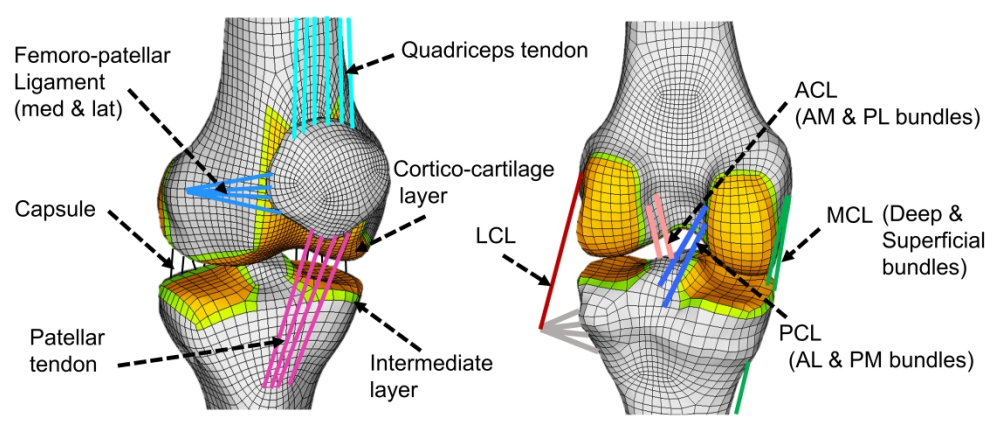 Femoro-patellar
Ligament
(med & lat)
Quadriceps tendon
Capsule
Cortico-cartilage
layer
Patellar
tendon
Intermediate
layer
ACL
(AM & PL bundles)
LCL
MCL (Deep &
Superficial
bundles)
PCL
(AL & PM bundles)